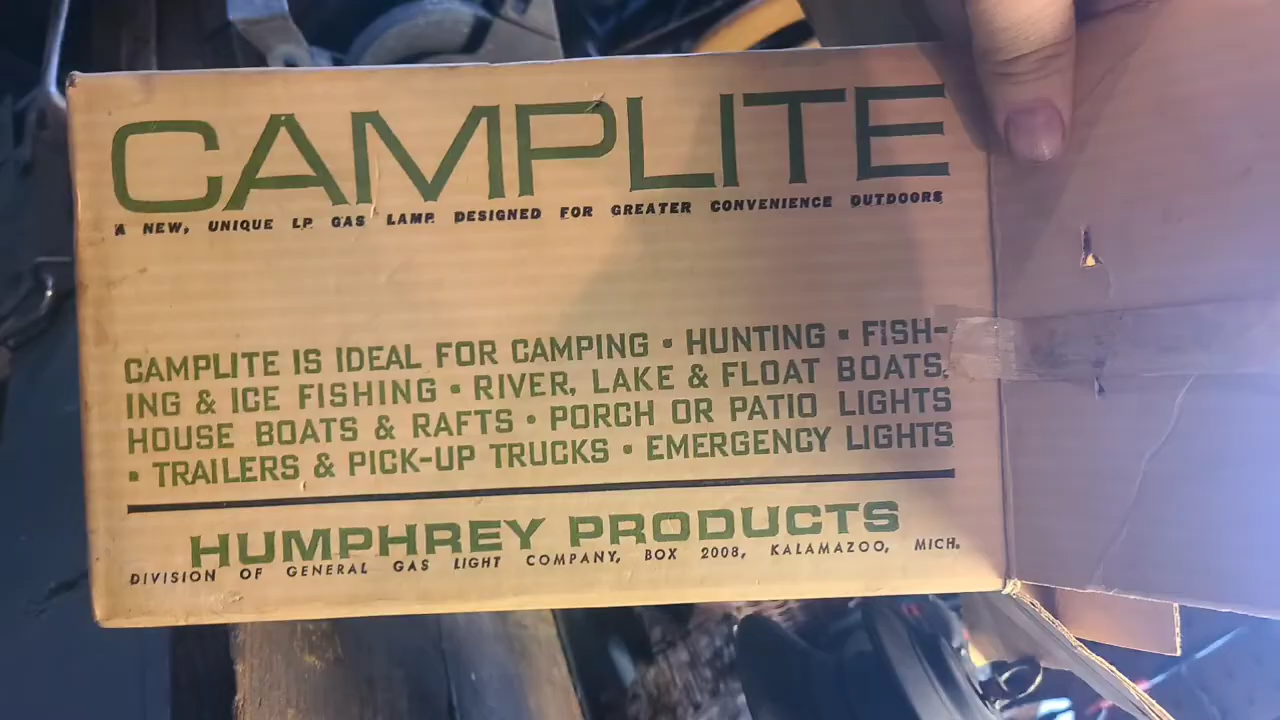 CAMPLITE
A NEW, UNIQUE LP. GAS LAMP. DESIGNED FOR GREATER CONVENIENCE OUTDOORS
CAMPLITE IS IDEAL FOR CAMPING • HUNTING • FISH-
ING & ICE FISHING • RIVER, LAKE & FLOAT BOATS,
HOUSE BOATS & RAFTS • PORCH OR PATIO LIGHTS
• TRAILERS & PICK-UP TRUCKS • EMERGENCY LIGHTS
HUMPHREY PRODUCTS
DIVISION OF GENERAL GAS LIGHT COMPANY, BOX 2008, KALAMAZOO, MICH.